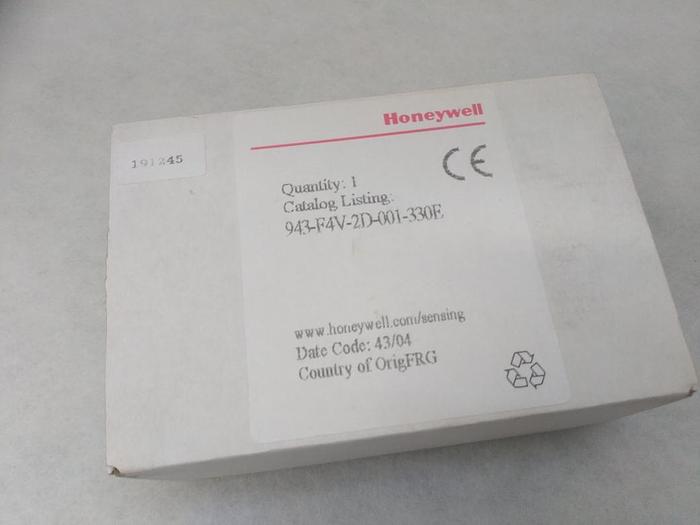 191245
Honeywell
CE
Quantity: 1
Catalog Listing:
943-F4V-2D-001-330E
www.honeywell.com/sensing
Date Code: 43/04
Country of OrigFRG